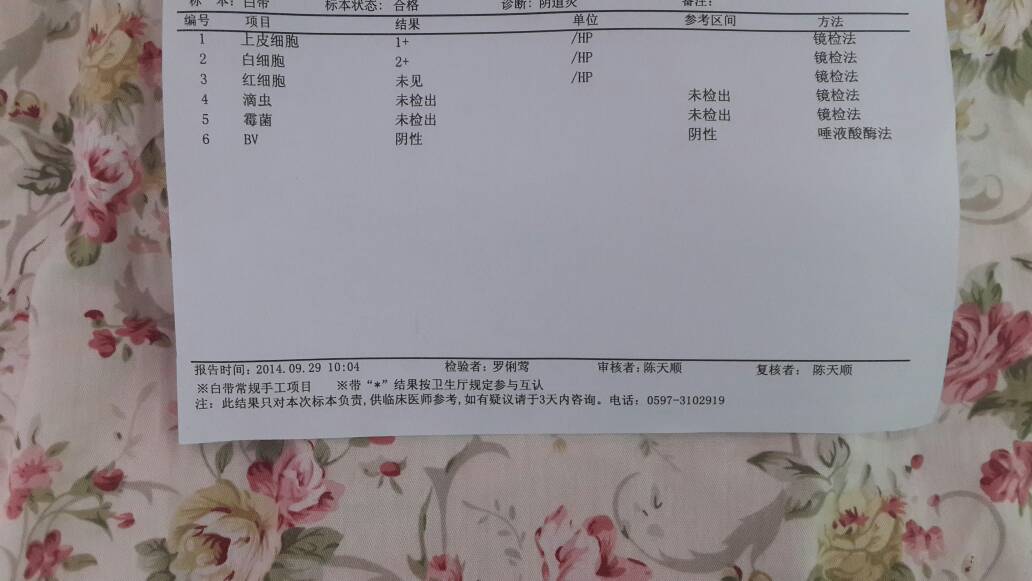 标 本: 白带 标本状态: 合格 诊断: 阴道炎 备注:
编号 项目 结果 单位 参考区间 方法
1 上皮细胞 1+ /HP 镜检法
2 白细胞 2+ /HP 镜检法
3 红细胞 未见 /HP 镜检法
4 滴虫 未检出 未检出 镜检法
5 霉菌 未检出 未检出 镜检法
6 BV 阴性 阴性 唾液酸酶法
报告时间: 2014.09.29 10:04 检验者: 罗俐莺 审核者: 陈天顺 复核者: 陈天顺
※白带常规手工项目 ※带“*”结果按卫生厅规定参与互认
注: 此结果只对本次标本负责,供临床医师参考,如有疑议请于3天内咨询。电话: 0597-3102919